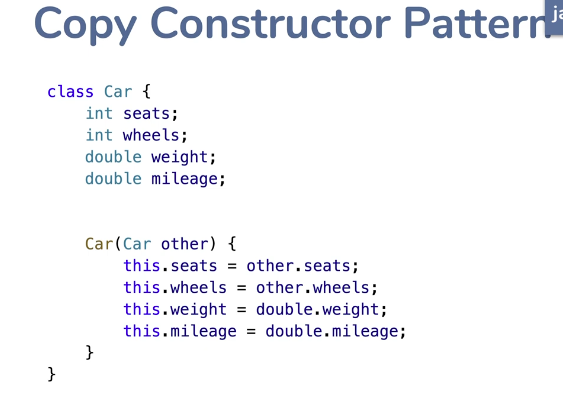 Copy Constructor Pattern
ja
class Car {
    int seats;
    int wheels;
    double weight;
    double mileage;
    Car(Car other) {
        this.seats = other.seats;
        this.wheels = other.wheels;
        this.weight = double.weight;
        this.mileage = double.mileage;
    }
}